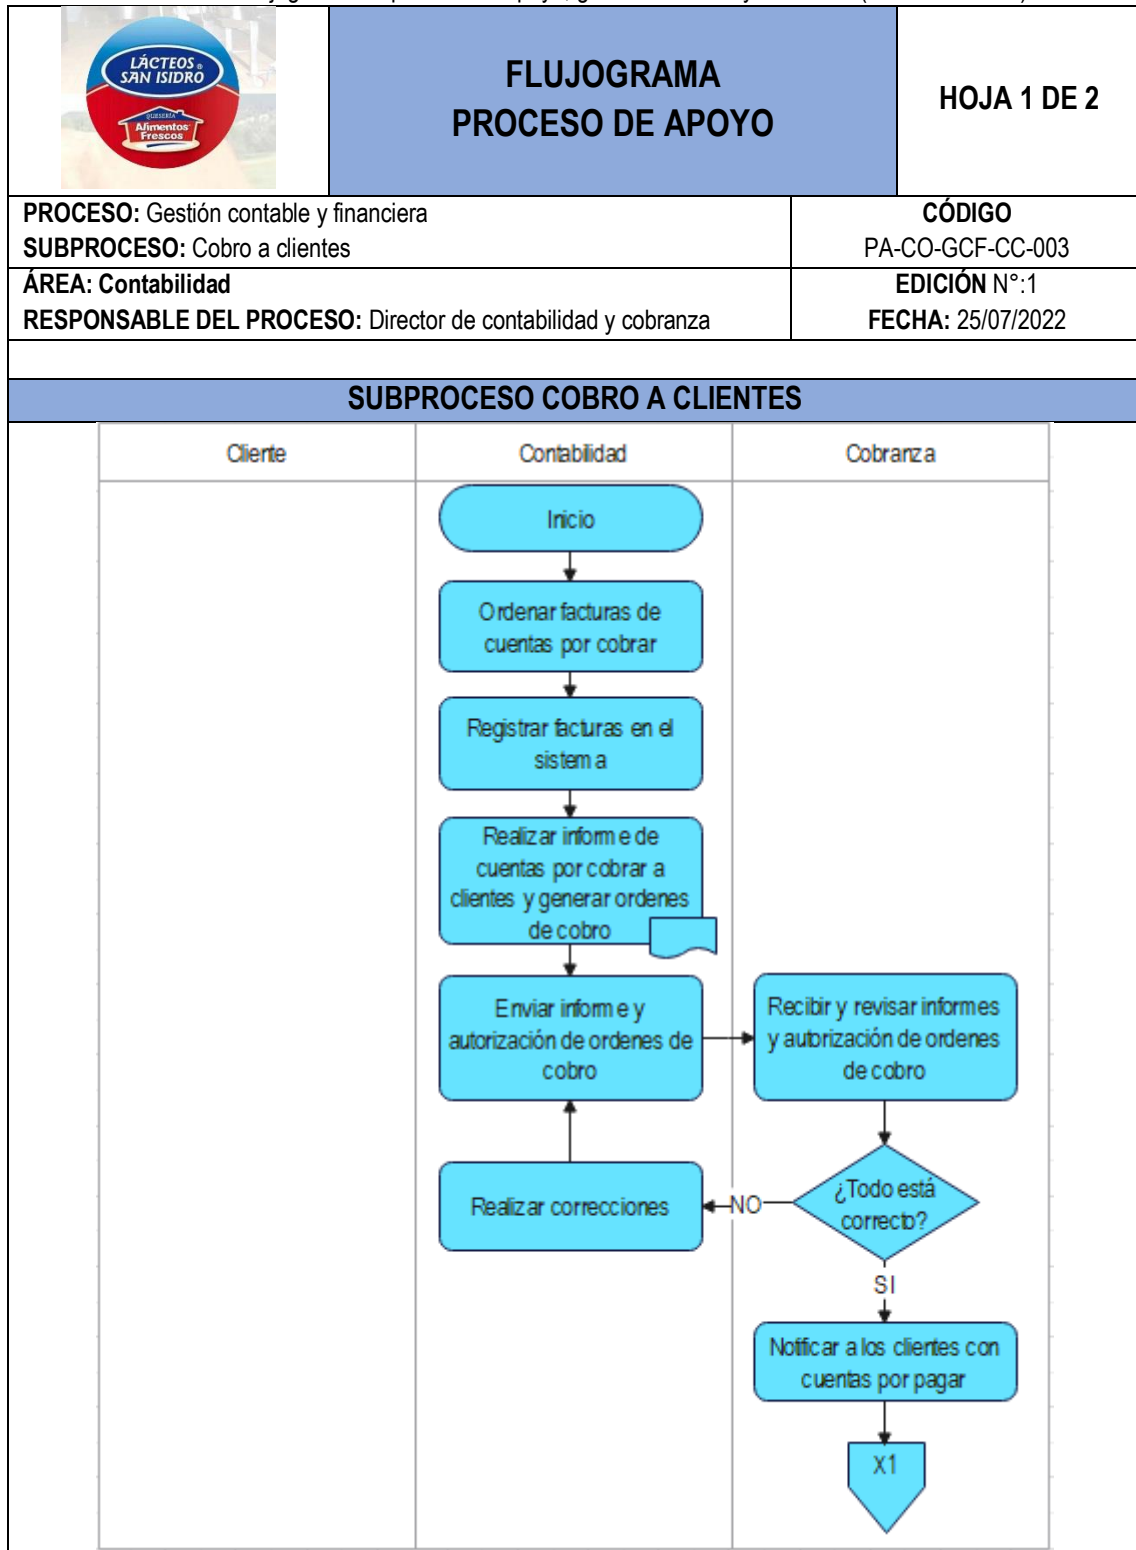 LÁCTEOS
SAN ISIDRO
QUESERÍA
Alimentos
Frescos
FLUJOGRAMA
PROCESO DE APOYO
HOJA 1 DE 2
PROCESO: Gestión contable y financiera
SUBPROCESO: Cobro a clientes
CÓDIGO
PA-CO-GCF-CC-003
ÁREA: Contabilidad
RESPONSABLE DEL PROCESO: Director de contabilidad y cobranza
EDICIÓN N°:1
FECHA: 25/07/2022
SUBPROCESO COBRO A CLIENTES
Cliente
Contabilidad
Cobranza
Inicio
Ordenar facturas de
cuentas por cobrar
Registrar facturas en el
sistema
Realizar informe de
cuentas por cobrar a
clientes y generar ordenes
de cobro
Enviar informe y
autorización de ordenes de
cobro
Recibir y revisar informes
y autorización de ordenes
de cobro
¿Todo está
correcto?
NO
Realizar correcciones
SI
Notificar a los clientes con
cuentas por pagar
X1